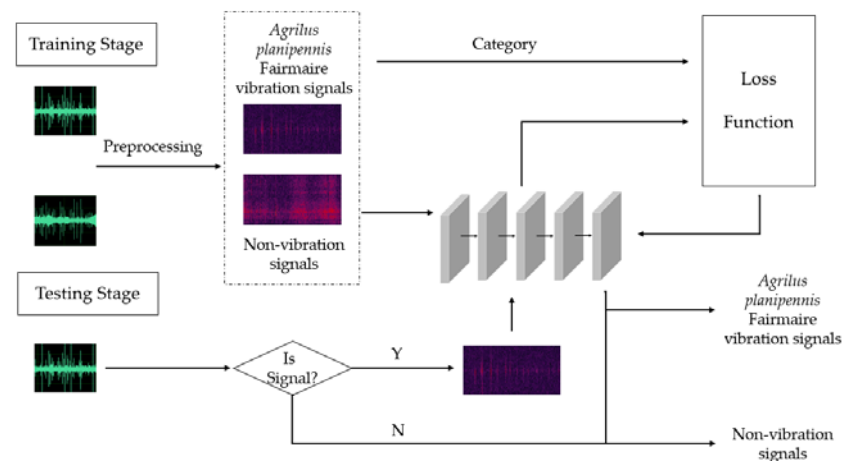 Training Stage
Preprocessing
Agrilus
planipennis
Fairmaire
vibration signals
Non-vibration
signals
Category
Loss
Function
Testing Stage
Is
Signal?
Y
N
Agrilus
planipennis
Fairmaire
vibration signals
Non-vibration
signals